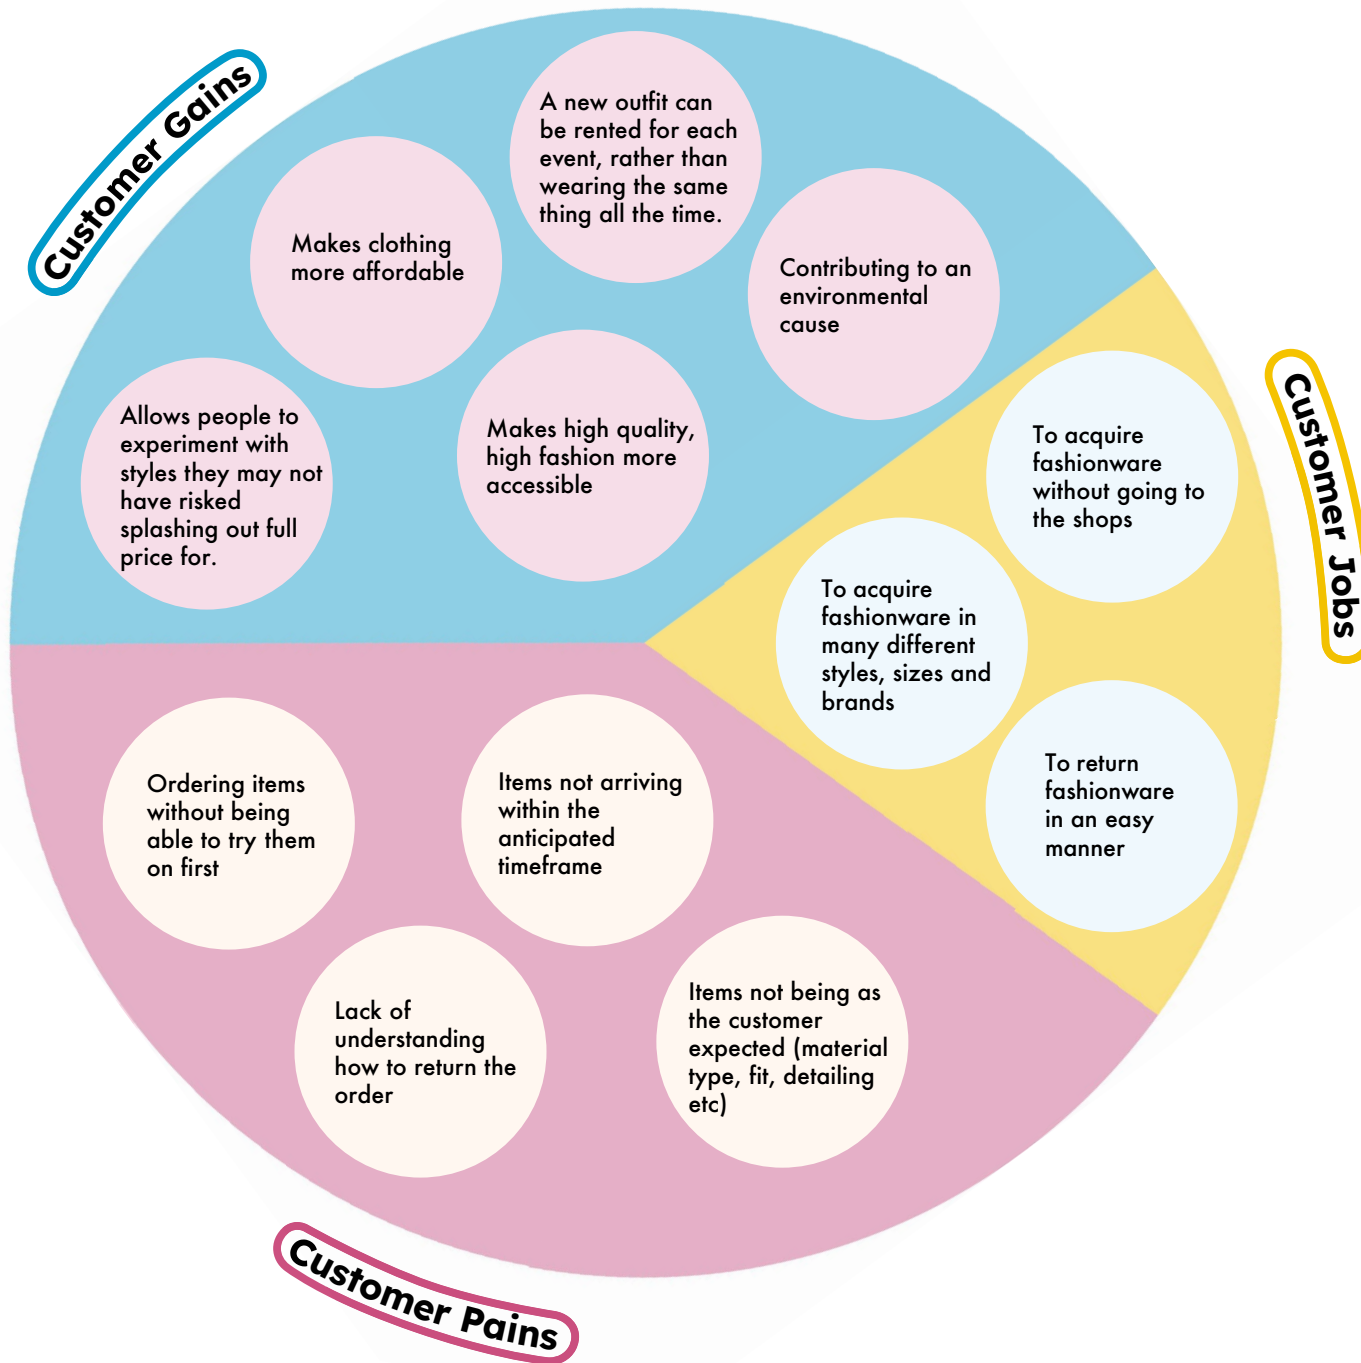 Customer Gains
A new outfit can
be rented for each
event, rather than
wearing the same
thing all the time.
Makes clothing
more affordable
Contributing to an
environmental
cause
Allows people to
experiment with
styles they may not
have risked
splashing out full
price for.
Makes high quality,
high fashion more
accessible
Customer Jobs
To acquire
fashionware
without going to
the shops
To acquire
fashionware in
many different
styles, sizes and
brands
To return
fashionware
in an easy
manner
Ordering items
without being
able to try them
on first
Items not arriving
within the
anticipated
timeframe
Lack of
understanding
how to return the
order
Items not being as
the customer
expected (material
type, fit, detailing
etc)
Customer Pains